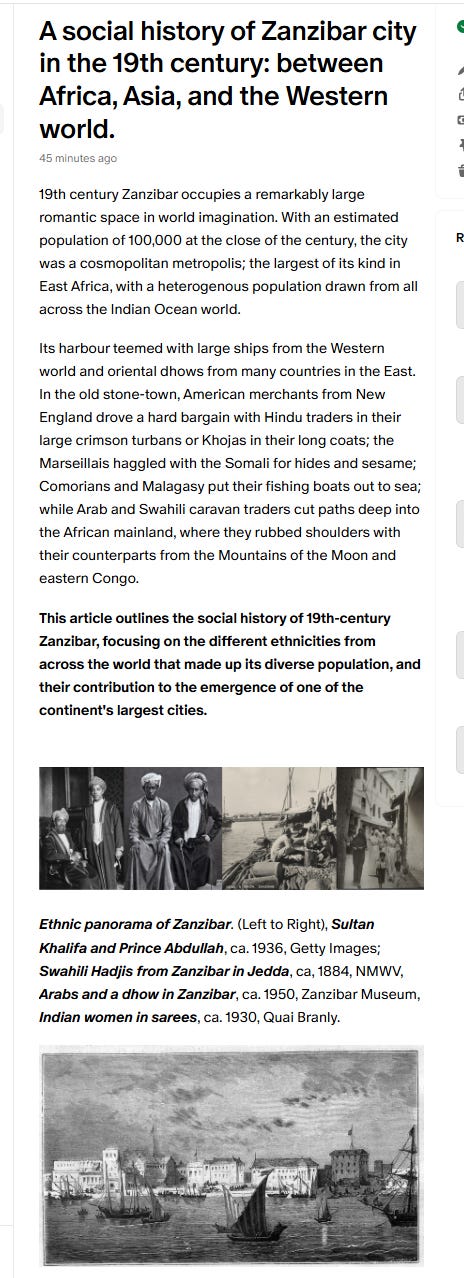 A social history of Zanzibar city
in the 19th century: between
Africa, Asia, and the Western
world.
45 minutes ago
19th century Zanzibar occupies a remarkably large
romantic space in world imagination. With an estimated
population of 100,000 at the close of the century, the city
was a cosmopolitan metropolis; the largest of its kind in
East Africa, with a heterogenous population drawn from all
across the Indian Ocean world.
Its harbour teemed with large ships from the Western
world and oriental dhows from many countries in the East.
In the old stone-town, American merchants from New
England drove a hard bargain with Hindu traders in their
large crimson turbans or Khojas in their long coats; the
Marseillais haggled with the Somali for hides and sesame;
Comorians and Malagasy put their fishing boats out to sea;
while Arab and Swahili caravan traders cut paths deep into
the African mainland, where they rubbed shoulders with
their counterparts from the Mountains of the Moon and
eastern Congo.
This article outlines the social history of 19th-century
Zanzibar, focusing on the different ethnicities from
across the world that made up its diverse population, and
their contribution to the emergence of one of the
continent's largest cities.
Ethnic panorama of Zanzibar. (Left to Right), Sultan
Khalifa and Prince Abdullah, ca. 1936, Getty Images;
Swahili Hadjis from Zanzibar in Jedda, ca, 1884, NMWV,
Arabs and a dhow in Zanzibar, ca. 1950, Zanzibar Museum,
Indian women in sarees, ca. 1930, Quai Branly.
R